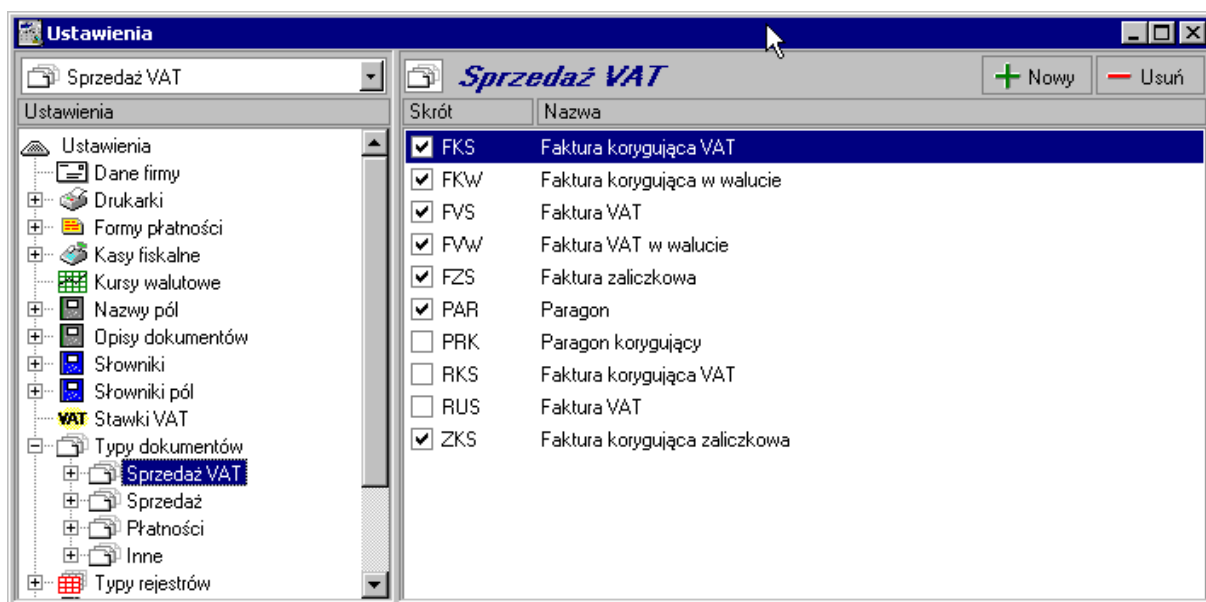 Ustawienia
Sprzedaż VAT
Ustawienia
Ustawienia
Dane firmy
Drukarki
Formy płatności
Kasy fiskalne
Kursy walutowe
Nazwy pól
Opisy dokumentów
Słowniki
Słowniki pól
VAT Stawki VAT
Typy dokumentów
Sprzedaż VAT
Sprzedaż
Płatności
Inne
Typy rejestrów
Sprzedaż VAT
Nowy
Usuń
Skrót Nazwa
FKS Faktura korygująca VAT
FKW Faktura korygująca w walucie
FVS Faktura VAT
FVW Faktura VAT w walucie
FZS Faktura zaliczkowa
PAR Paragon
PRK Paragon korygujący
RKS Faktura korygująca VAT
RUS Faktura VAT
ZKS Faktura korygująca zaliczkowa